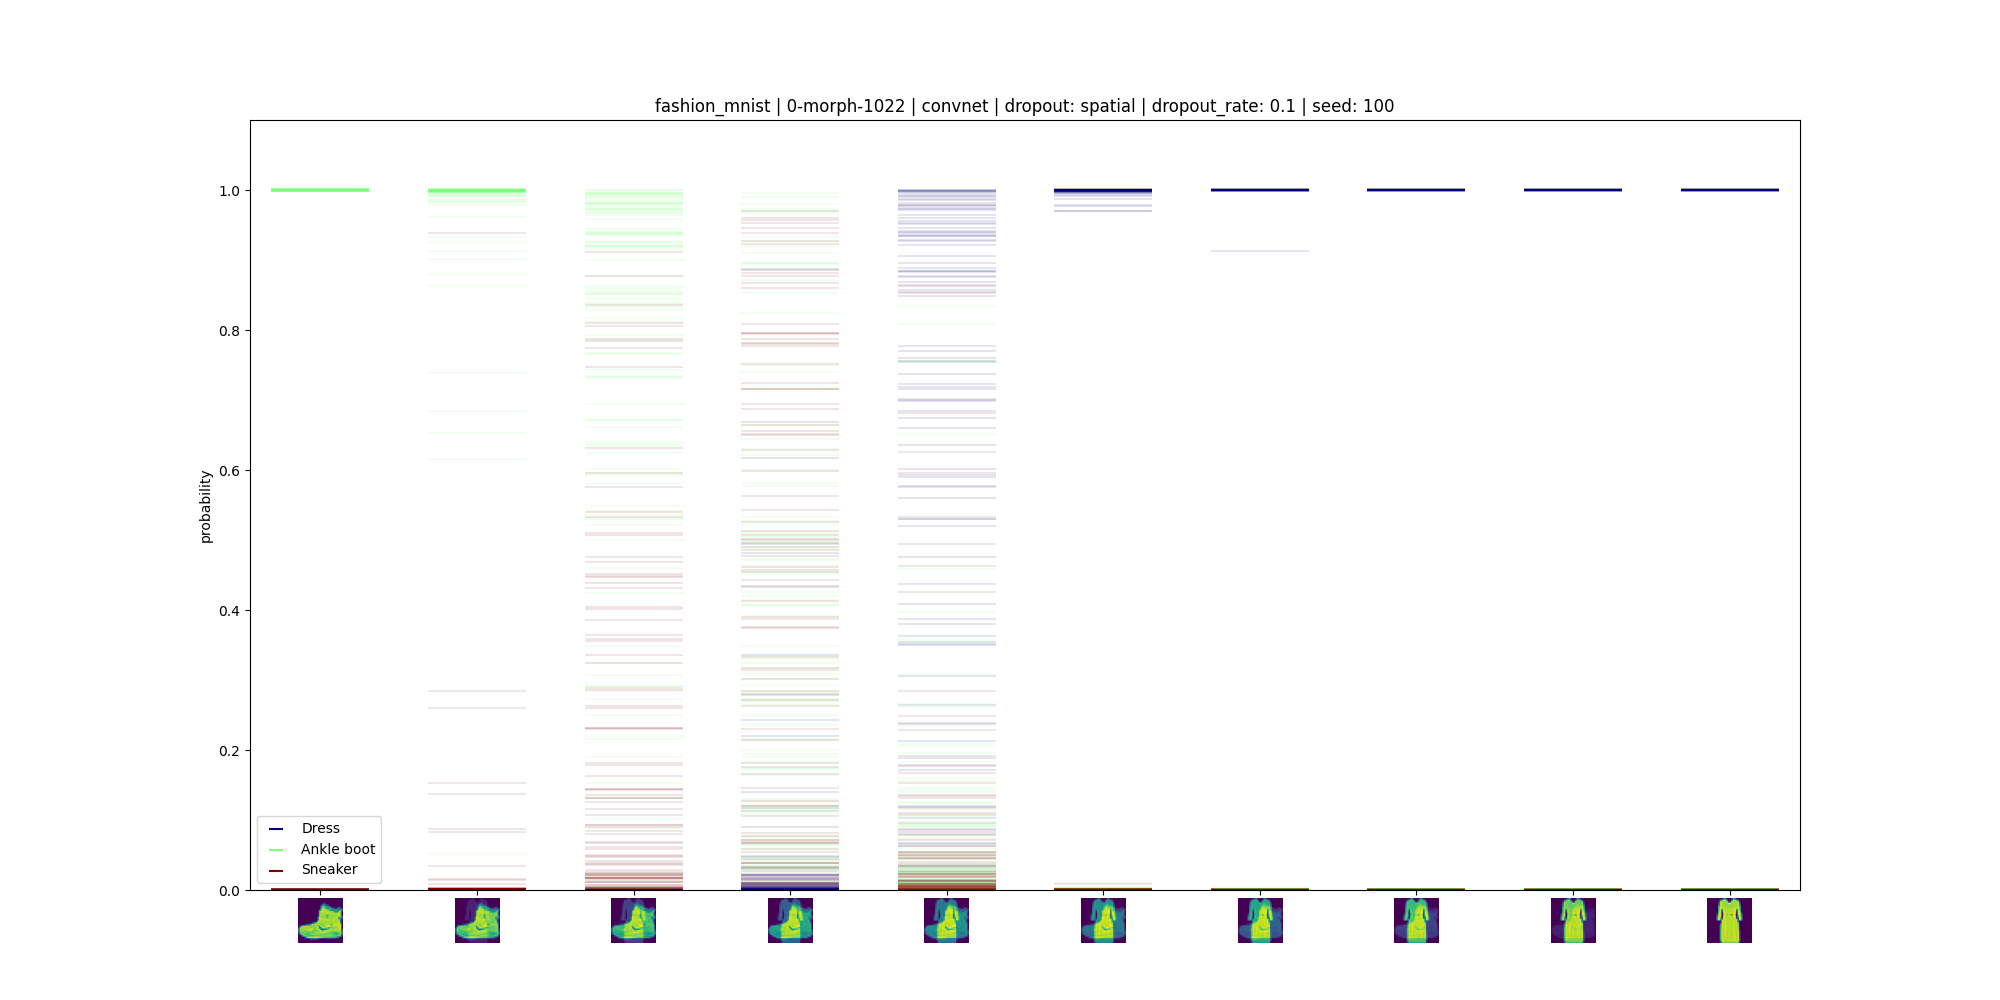 fashion_mnist | 0-morph-1022 | convnet | dropout: spatial | dropout_rate: 0.1 | seed: 100
probability
1.0
0.8
0.6
0.4
0.2
0.0
Dress
Ankle boot
Sneaker